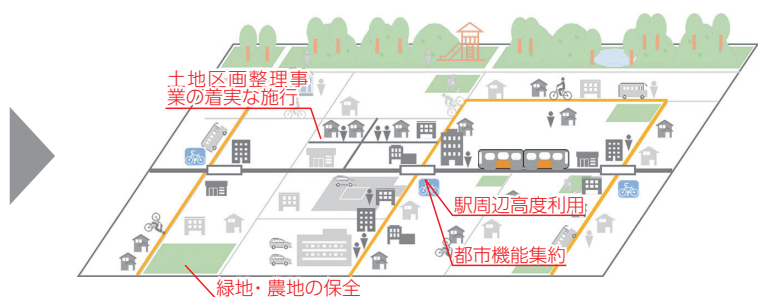 土地区画整理事
業の着実な施行
駅周辺高度利用
都市機能集約
緑地・農地の保全